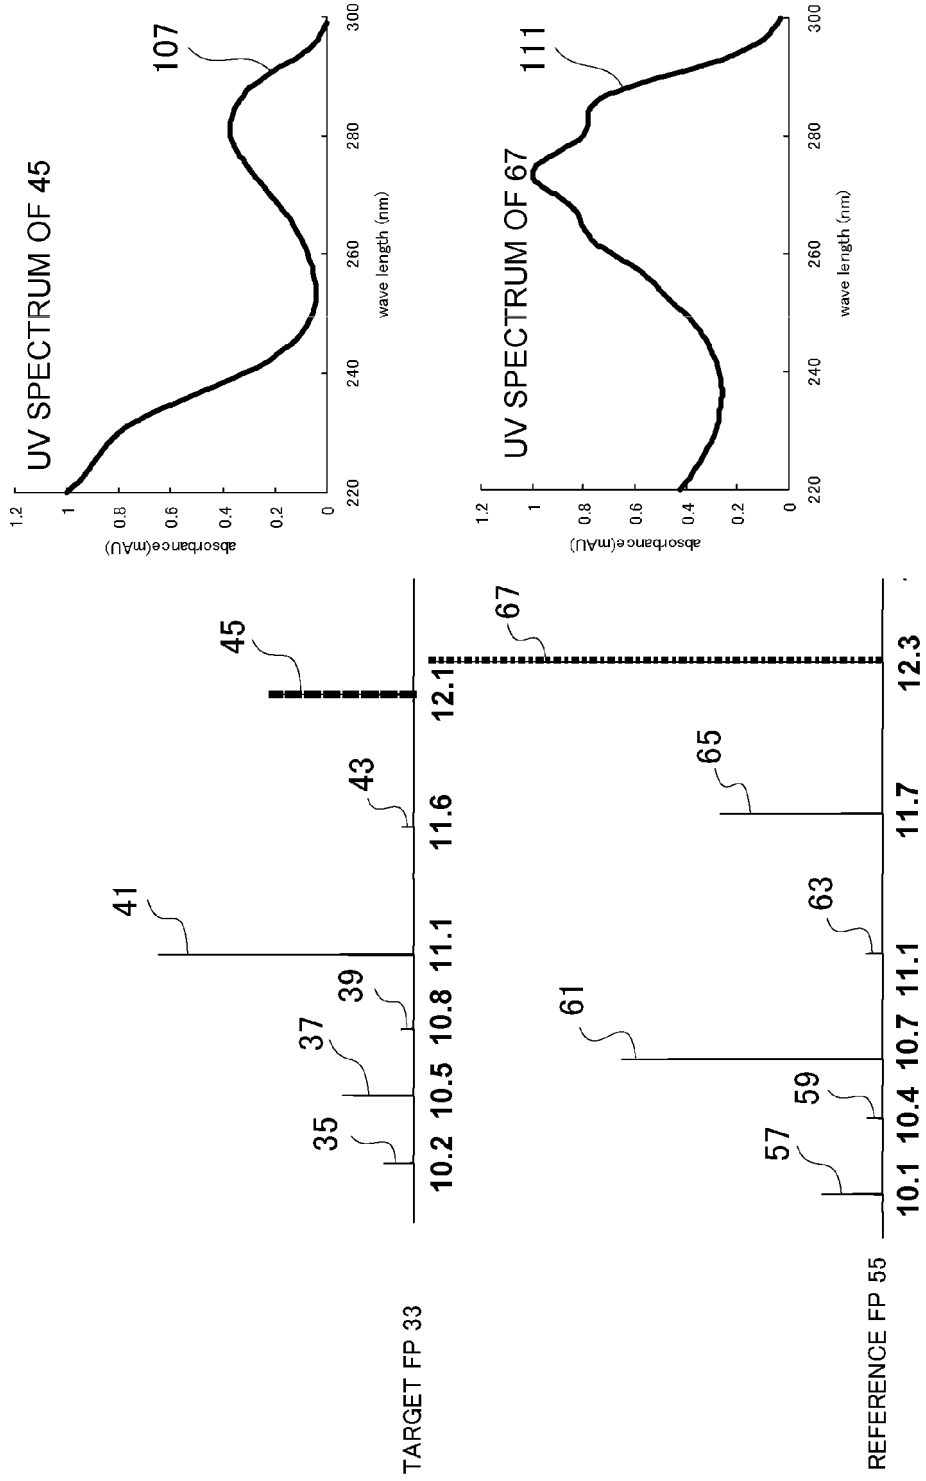 TARGET FP 33
35
37
39
41
43
45
10.2 10.5 10.8 11.1 11.6 12.1
UV SPECTRUM OF 45
107
absorbance(mAU)
1.2
1
0.8
0.6
0.4
0.2
0
220 240 260 280 300
wave length (nm)
REFERENCE FP 55
57
59
61
63
65
67
10.1 10.4 10.7 11.1 11.7 12.3
UV SPECTRUM OF 67
111
absorbance(mAU)
1.2
1
0.8
0.6
0.4
0.2
0
220 240 260 280 300
wave length (nm)